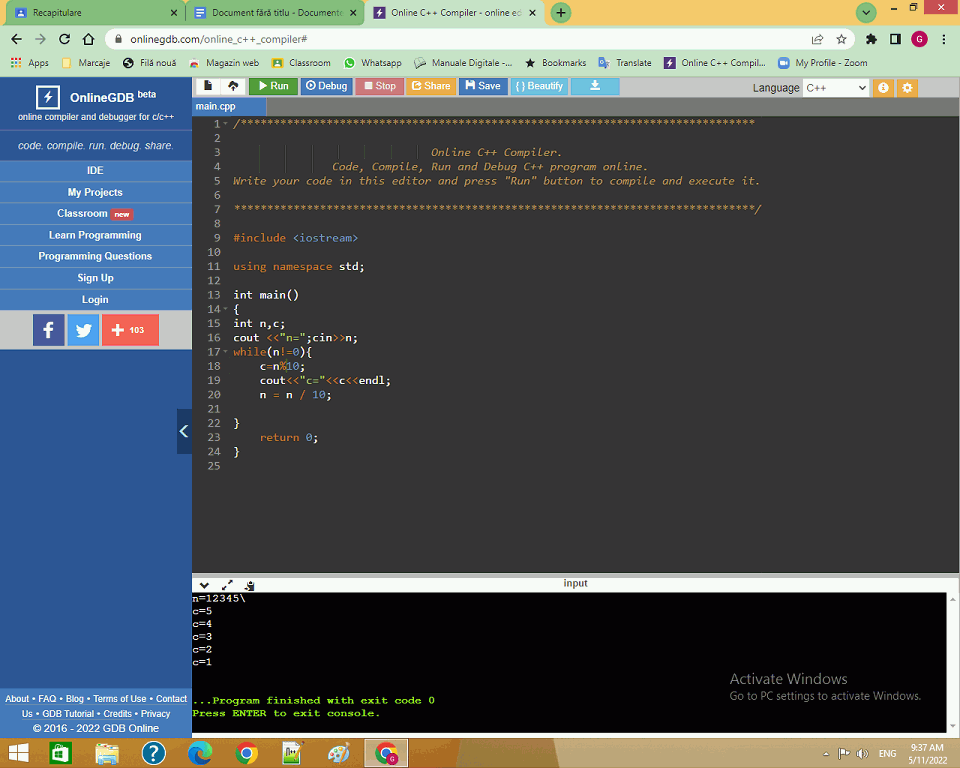 Recapitulare
Document fără titlu - Documente
Online C++ Compiler - online ed
onlinegdb.com/online_c++_compiler#
G
Apps
Marcaje
Filă nouă
Magazin web
Classroom
Whatsapp
Manuale Digitale -...
Bookmarks
Translate
Online C++ Compil...
My Profile - Zoom
OnlineGDB beta
online compiler and debugger for c/c++
code. compile. run. debug. share.
IDE
My Projects
Classroom new
Learn Programming
Programming Questions
Sign Up
Login
f
+ 103
About • FAQ • Blog • Terms of Use • Contact
Us • GDB Tutorial • Credits • Privacy
© 2016 - 2022 GDB Online
Run
Debug
Stop
Share
Save
{ } Beautify
Language C++
main.cpp
1 /******************************************************************************
2
3 Online C++ Compiler.
4 Code, Compile, Run and Debug C++ program online.
5 Write your code in this editor and press "Run" button to compile and execute it.
6
7 *******************************************************************************/
8
9 #include <iostream>
10
11 using namespace std;
12
13 int main()
14 {
15 int n,c;
16 cout <<"n=";cin>>n;
17 while(n!=0){
18 c=n%10;
19 cout<<"c="<<c<<endl;
20 n = n / 10;
21
22 }
23 return 0;
24 }
25
input
n=12345\
c=5
c=4
c=3
c=2
c=1
...Program finished with exit code 0
Press ENTER to exit console.
Activate Windows
Go to PC settings to activate Windows.
ENG
9:37 AM
5/11/2022